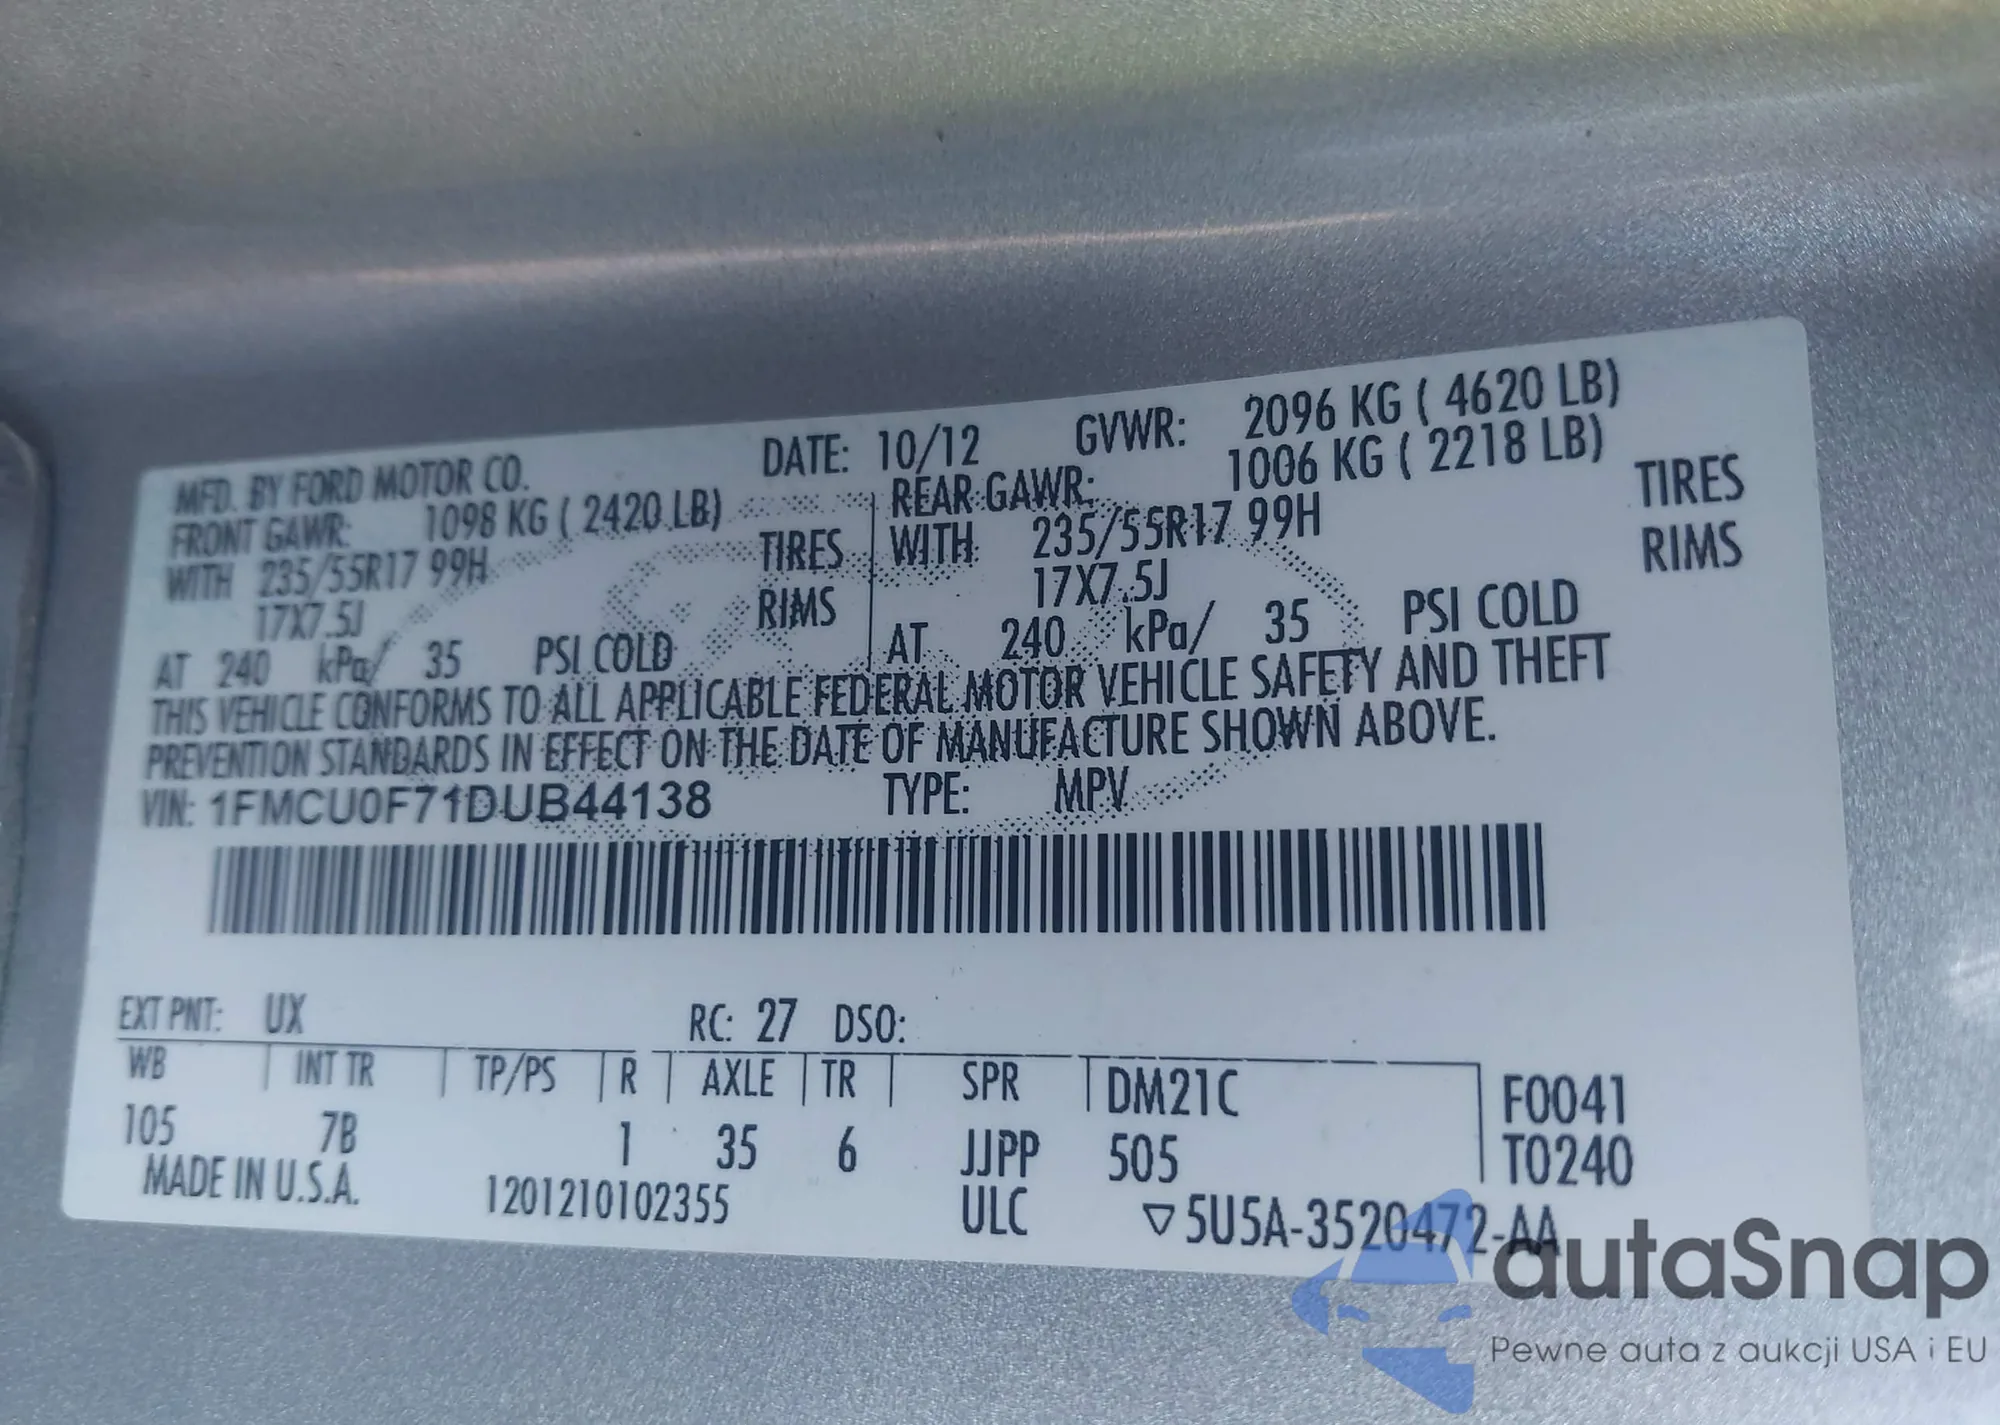 MFD. BY FORD MOTOR CO. DATE: 10/12 GVWR: 2096 KG ( 4620 LB)
FRONT GAWR: 1098 KG ( 2420 LB) REAR GAWR: 1006 KG ( 2218 LB)
WITH 235/55R17 99H TIRES WITH 235/55R17 99H TIRES
17X7.5J RIMS 17X7.5J RIMS
AT 240 kPa/ 35 PSI COLD AT 240 kPa/ 35 PSI COLD
THIS VEHICLE CONFORMS TO ALL APPLICABLE FEDERAL MOTOR VEHICLE SAFETY AND THEFT
PREVENTION STANDARDS IN EFFECT ON THE DATE OF MANUFACTURE SHOWN ABOVE.
VIN: 1FMCU0F71DUB44138 TYPE: MPV
EXT PNT: UX RC: 27 DSO:
WB INT TR TP/PS R AXLE TR SPR DM21C F0041
105 7B 1 35 6 JJPP 505 T0240
MADE IN U.S.A. 1201210102355 ULC ▽5U5A-3520472-AA
autaSnap
Pewne auta z aukcji USA i EU